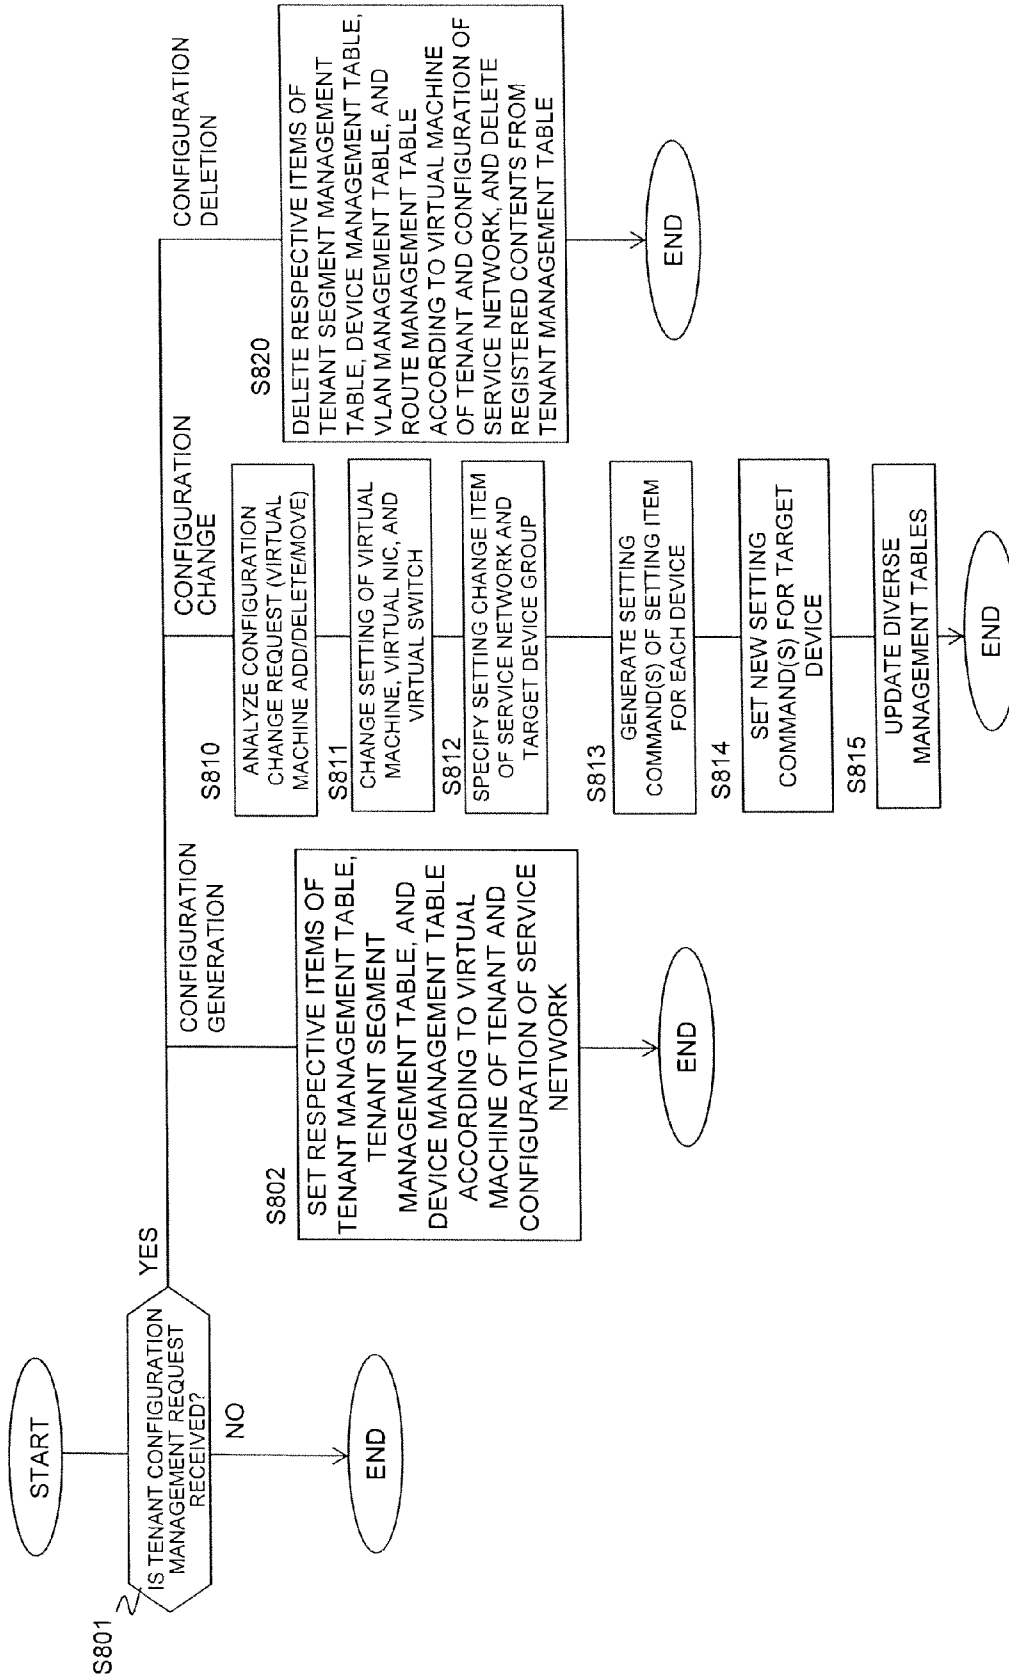 START
S801
IS TENANT CONFIGURATION
MANAGEMENT REQUEST
RECEIVED?
YES
NO
END
CONFIGURATION
GENERATION
S802
SET RESPECTIVE ITEMS OF
TENANT MANAGEMENT TABLE,
TENANT SEGMENT
MANAGEMENT TABLE, AND
DEVICE MANAGEMENT TABLE
ACCORDING TO VIRTUAL
MACHINE OF TENANT AND
CONFIGURATION OF SERVICE
NETWORK
END
CONFIGURATION
CHANGE
S810
ANALYZE CONFIGURATION
CHANGE REQUEST (VIRTUAL
MACHINE ADD/DELETE/MOVE)
S811
CHANGE SETTING OF VIRTUAL
MACHINE, VIRTUAL NIC, AND
VIRTUAL SWITCH
S812
SPECIFY SETTING CHANGE ITEM
OF SERVICE NETWORK AND
TARGET DEVICE GROUP
S813
GENERATE SETTING
COMMAND(S) OF SETTING ITEM
FOR EACH DEVICE
S814
SET NEW SETTING
COMMAND(S) FOR TARGET
DEVICE
S815
UPDATE DIVERSE
MANAGEMENT TABLES
END
CONFIGURATION
DELETION
S820
DELETE RESPECTIVE ITEMS OF
TENANT SEGMENT MANAGEMENT
TABLE, DEVICE MANAGEMENT TABLE,
VLAN MANAGEMENT TABLE, AND
ROUTE MANAGEMENT TABLE
ACCORDING TO VIRTUAL MACHINE
OF TENANT AND CONFIGURATION OF
SERVICE NETWORK, AND DELETE
REGISTERED CONTENTS FROM
TENANT MANAGEMENT TABLE
END